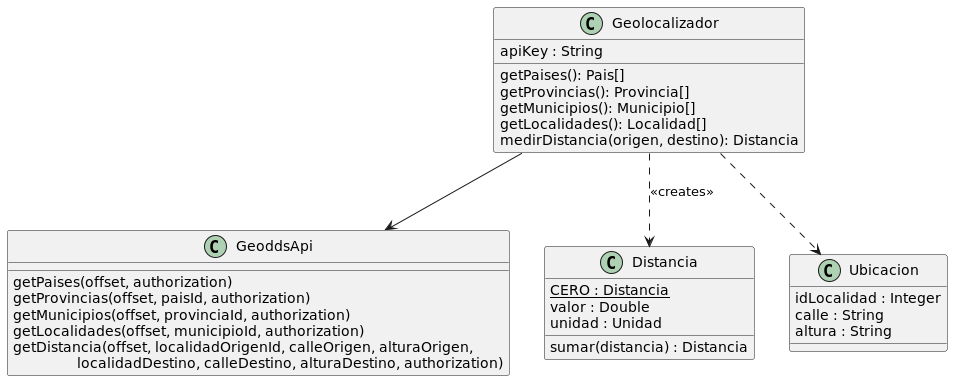 C Geolocalizador
apiKey : String
getPaises(): Pais[]
getProvincias(): Provincia[]
getMunicipios(): Municipio[]
getLocalidades(): Localidad[]
medirDistancia(origen, destino): Distancia
«creates»
C GeoddsApi
getPaises(offset, authorization)
getProvincias(offset, paisId, authorization)
getMunicipios(offset, provinciaId, authorization)
getLocalidades(offset, municipioId, authorization)
getDistancia(offset, localidadOrigenId, calleOrigen, alturaOrigen,
localidadDestino, calleDestino, alturaDestino, authorization)
C Distancia
CERO : Distancia
valor : Double
unidad : Unidad
sumar(distancia) : Distancia
C Ubicacion
idLocalidad : Integer
calle : String
altura : String